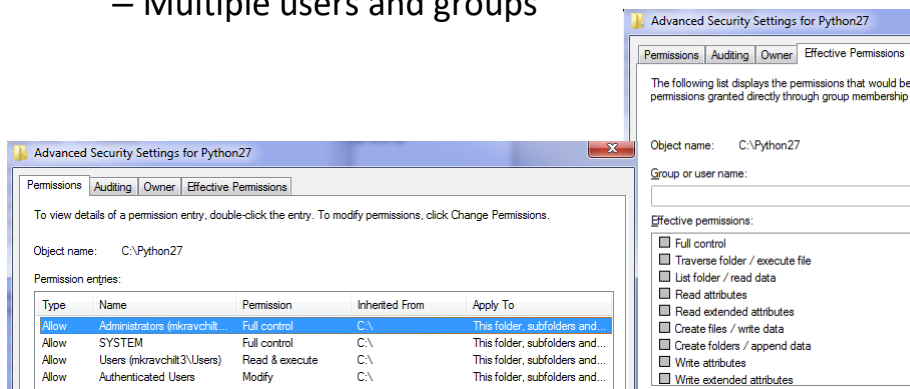 – Multiple users and groups
Advanced Security Settings for Python27
Permissions Auditing Owner Effective Permissions
The following list displays the permissions that would be
permissions granted directly through group membership
Object name: C:\Python27
Group or user name:
Effective permissions:
Full control
Traverse folder / execute file
List folder / read data
Read attributes
Read extended attributes
Create files / write data
Create folders / append data
Write attributes
Write extended attributes
Advanced Security Settings for Python27
Permissions Auditing Owner Effective Permissions
To view details of a permission entry, double-click the entry. To modify permissions, click Change Permissions.
Object name: C:\Python27
Permission entries:
Type Name Permission Inherited From Apply To
Allow Administrators (mkravchilt... Full control C:\ This folder, subfolders and...
Allow SYSTEM Full control C:\ This folder, subfolders and...
Allow Users (mkravchilt3\Users) Read & execute C:\ This folder, subfolders and...
Allow Authenticated Users Modify C:\ This folder, subfolders and...